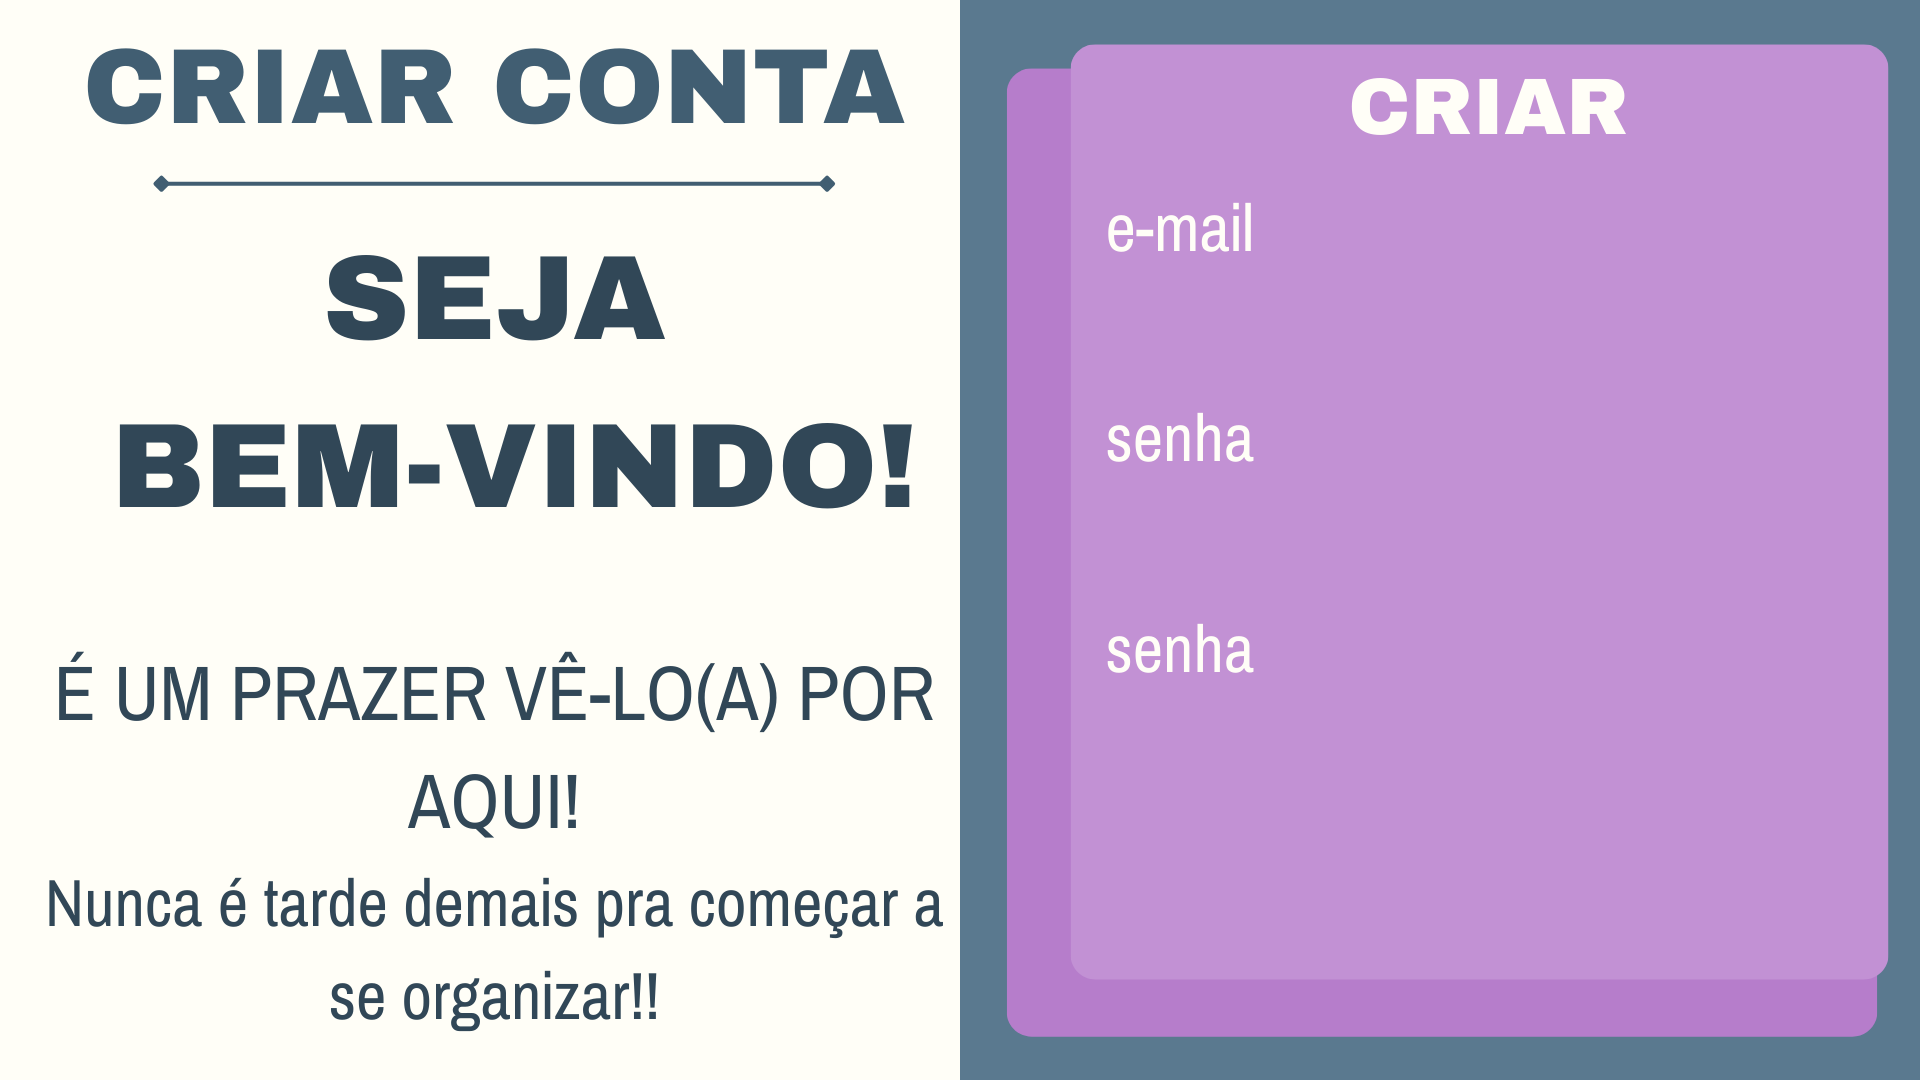 CRIAR CONTA
SEJA
BEM-VINDO!
É UM PRAZER VÊ-LO(A) POR
AQUI!
Nunca é tarde demais pra começar a
se organizar!!
CRIAR
e-mail
senha
senha